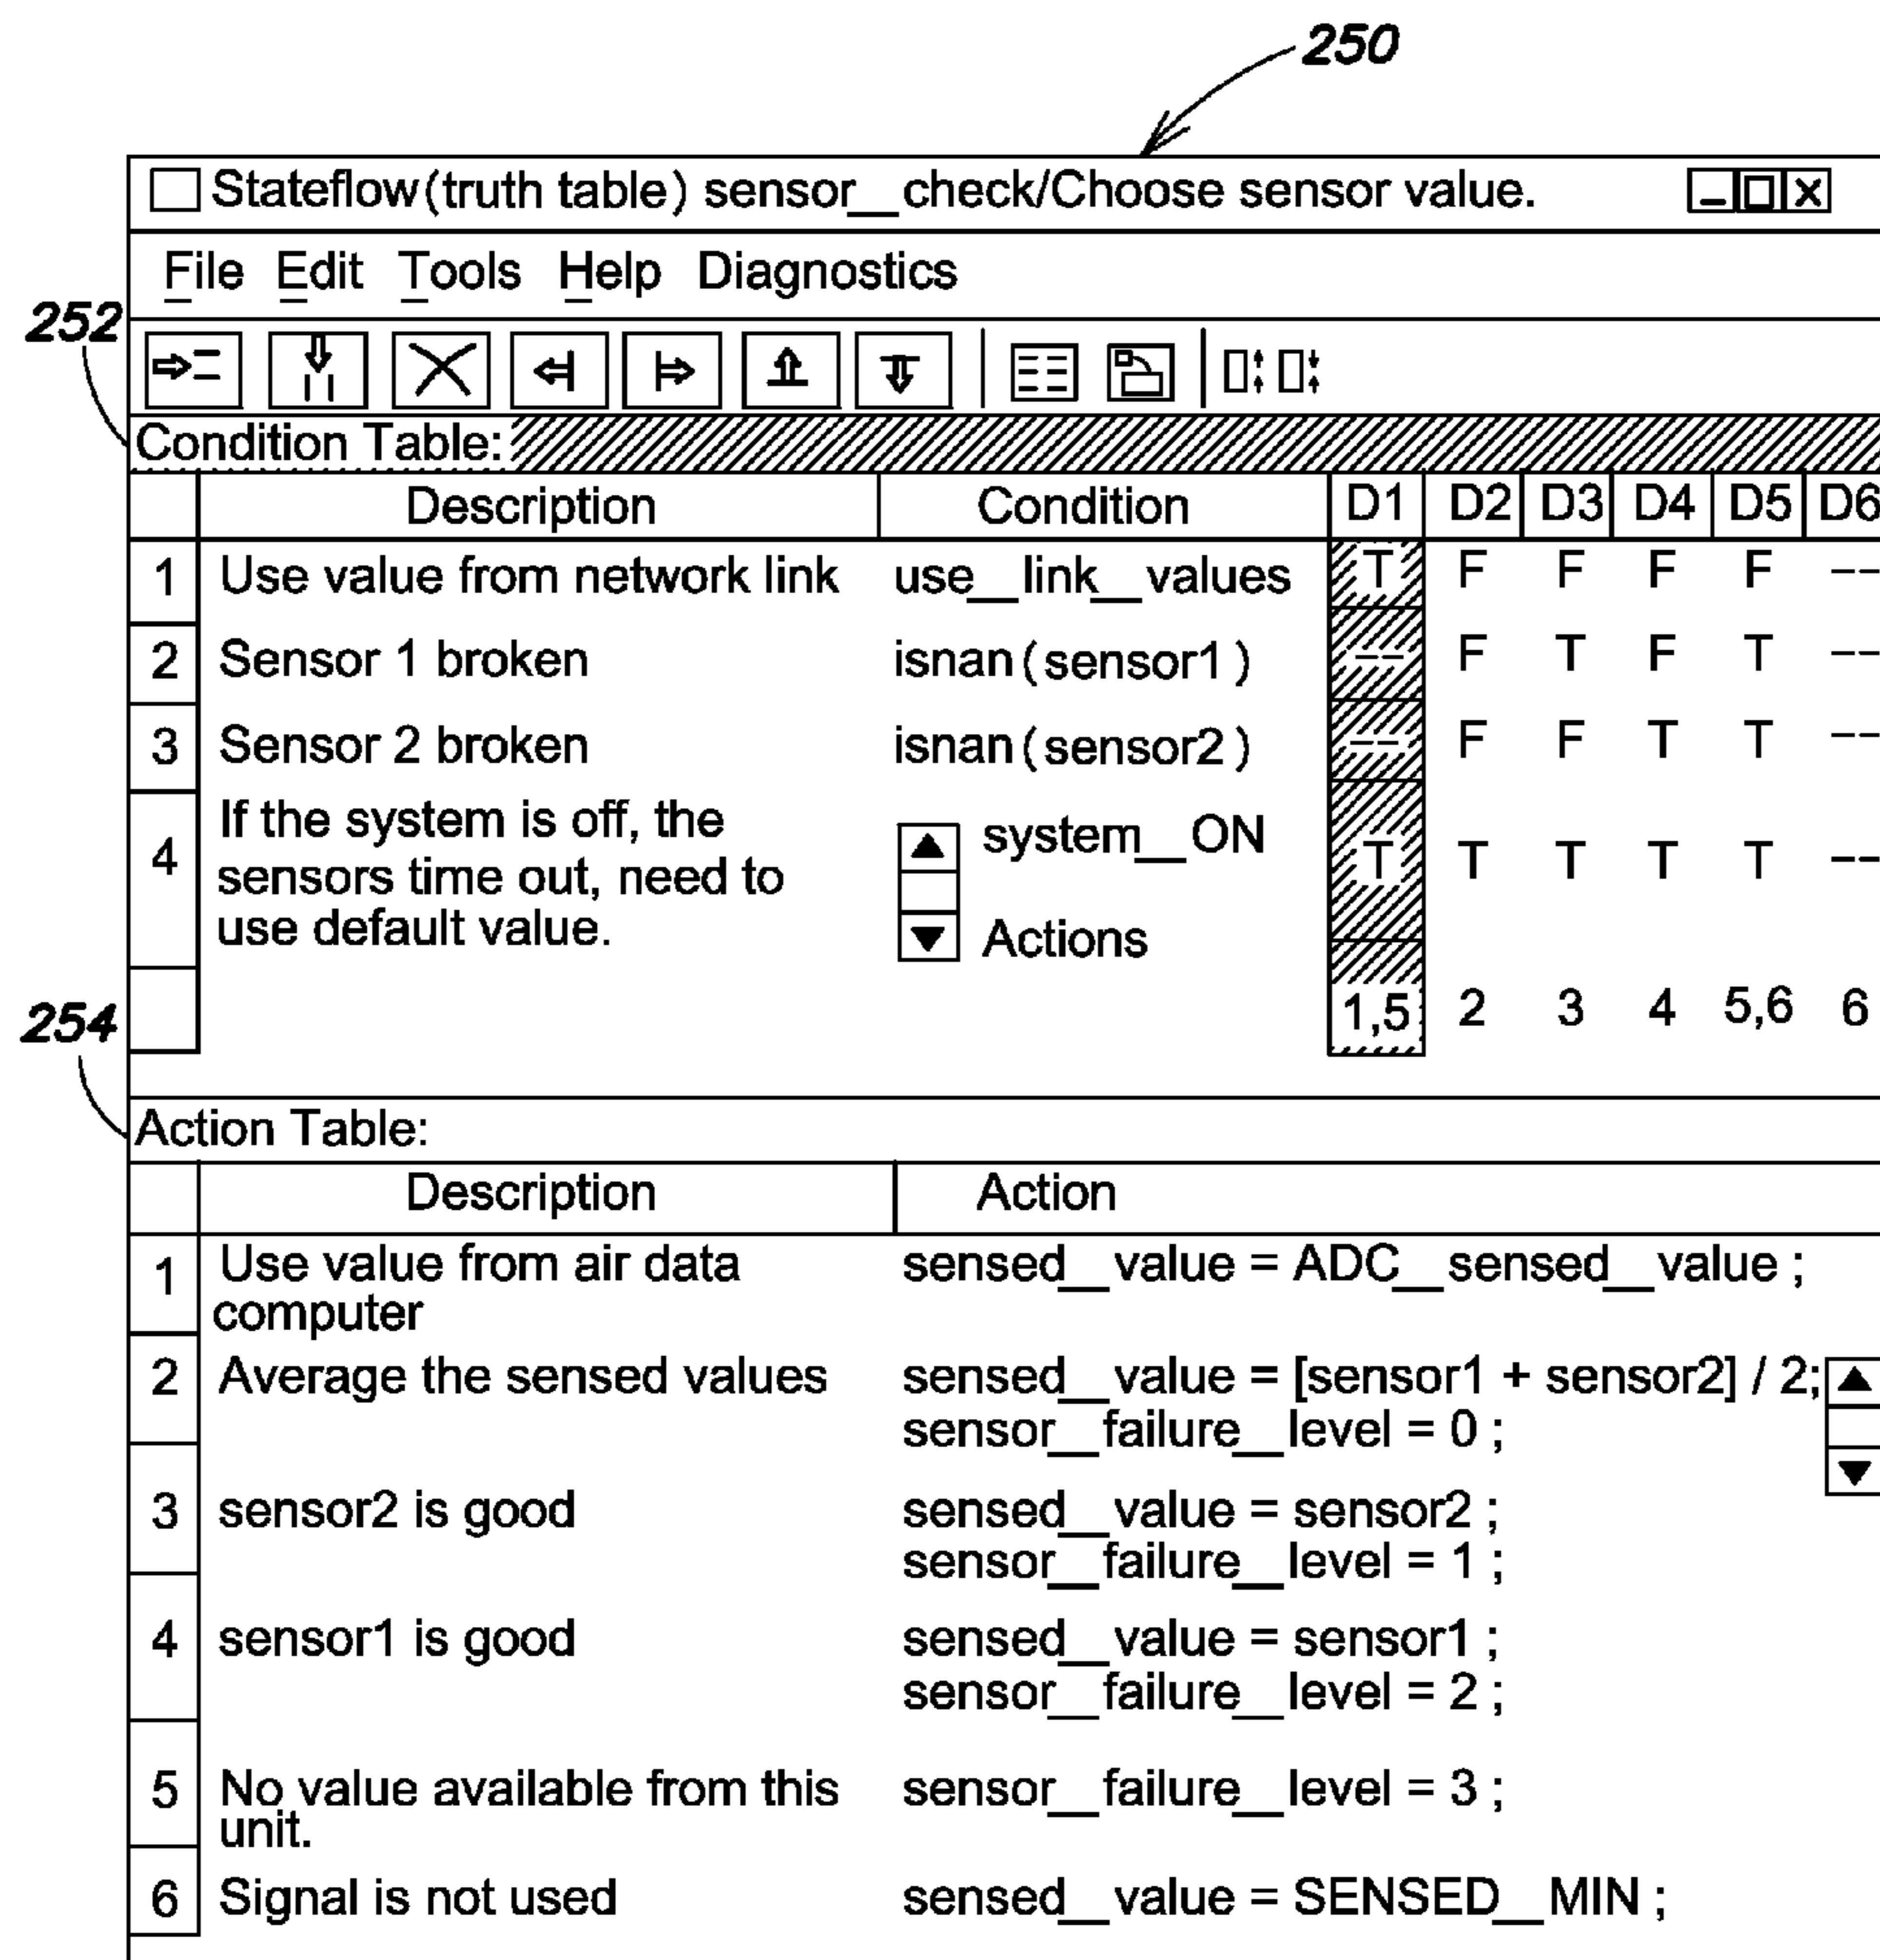 250
Stateflow(truth table) sensor__check/Choose sensor value.
File Edit Tools Help Diagnostics
252
Condition Table:
Description Condition D1 D2 D3 D4 D5 D6
1 Use value from network link use__link__values T F F F F --
2 Sensor 1 broken isnan(sensor1) -- F T F T --
3 Sensor 2 broken isnan(sensor2) -- F F T T --
4 If the system is off, the sensors time out, need to use default value. system__ON T T T T T --
Actions 1,5 2 3 4 5,6 6
254
Action Table:
Description Action
1 Use value from air data computer sensed__value = ADC__sensed__value ;
2 Average the sensed values sensed__value = [sensor1 + sensor2] / 2;
sensor__failure__level = 0 ;
3 sensor2 is good sensed__value = sensor2 ;
sensor__failure__level = 1 ;
4 sensor1 is good sensed__value = sensor1 ;
sensor__failure__level = 2 ;
5 No value available from this unit. sensor__failure__level = 3 ;
6 Signal is not used sensed__value = SENSED__MIN ;